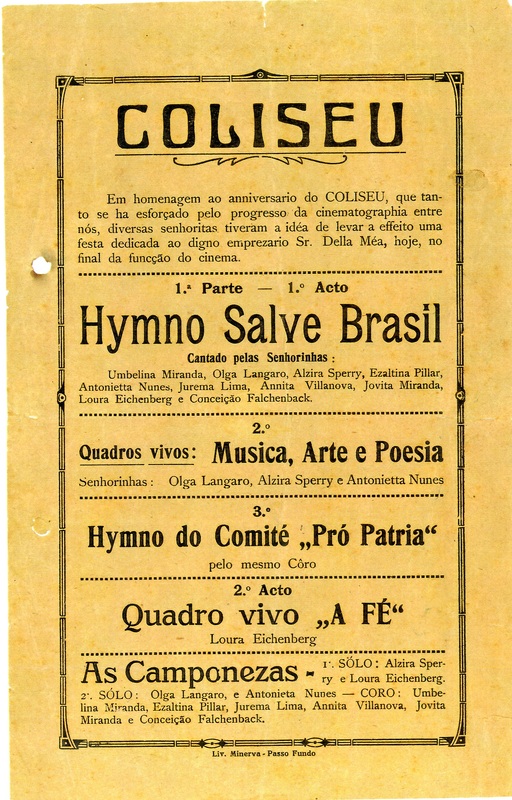 COLISEU
Em homenagem ao anniversario do COLISEU, que tan-
to se ha esforçado pelo progresso da cinematographia entre
nós, diversas senhoritas tiveram a idéa de levar a effeito uma
festa dedicada ao digno emprezario Sr. Della Méa, hoje, no
final da funcção do cinema.
1.ª Parte — 1.º Acto
Hymno Salve Brasil
Cantado pelas Senhorinhas:
Umbelina Miranda, Olga Langaro, Alzira Sperry, Ezaltina Pillar,
Antonietta Nunes, Jurema Lima, Annita Villanova, Jovita Miranda,
Loura Eichenberg e Conceição Falchenback.
2.º
Quadros vivos: Musica, Arte e Poesia
Senhorinhas: Olga Langaro, Alzira Sperry e Antonietta Nunes
3.º
Hymno do Comité „Pró Patria“
pelo mesmo Côro
2.º Acto
Quadro vivo „A FÉ“
Loura Eichenberg
As Camponezas - 1º. SÓLO: Alzira Sper-
ry e Loura Eichenberg.
2º. SÓLO: Olga Langaro, e Antonieta Nunes — CORO: Umbe-
lina Miranda, Ezaltina Pillar, Jurema Lima, Annita Villanova, Jovita
Miranda e Conceição Falchenback.
Liv. Minerva - Passo Fundo